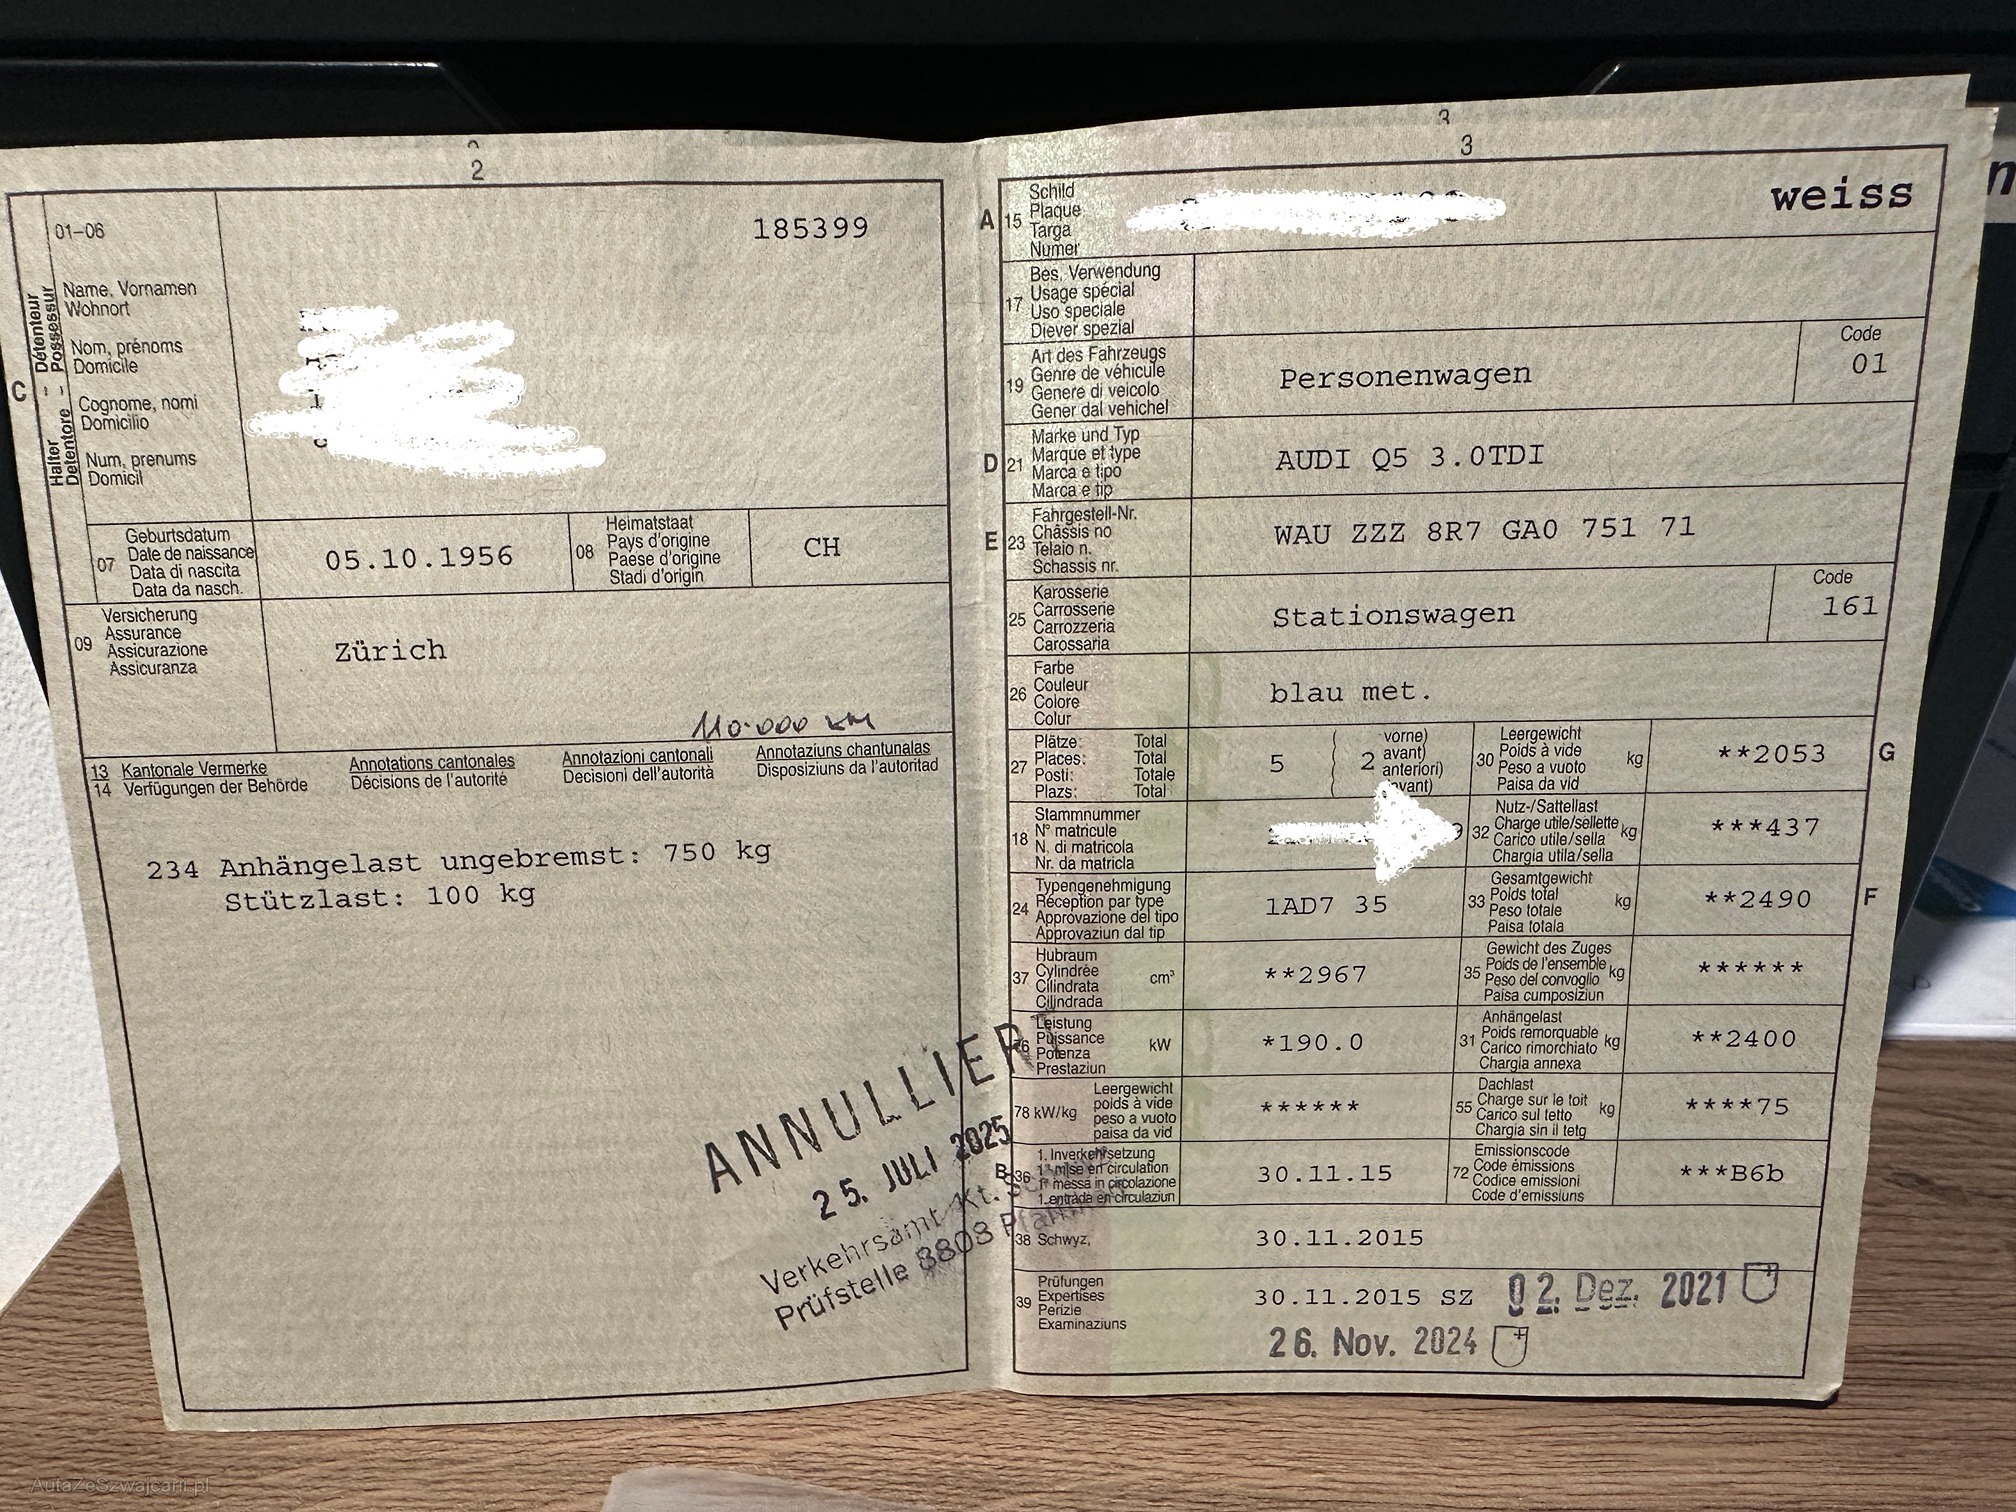 2
01-06
185399
Halter - Détenteur
Detentore - Possessur
C
Name, Vornamen
Wohnort
Nom, prénoms
Domicile
Cognome, nomi
Domicilio
Num, prenums
Domicil
07 Geburtsdatum
Date de naissance
Data di nascita
Data da nasch.
05.10.1956
08 Heimatstaat
Pays d'origine
Paese d'origine
Stadi d'origin
CH
09 Versicherung
Assurance
Assicurazione
Assicuranza
Zürich
110.000 km
13 Kantonale Vermerke Annotations cantonales Annotazioni cantonali Annotaziuns chantunalas
14 Verfügungen der Behörde Décisions de l'autorité Decisioni dell'autorità Disposiziuns da l'autoritad
234 Anhängelast ungebremst: 750 kg
Stützlast: 100 kg
ANNULLIERT
25. JULI 2025
Verkehrsamt Kt.
Prüfstelle 8808
3
3
A 15 Schild
Plaque
Targa
Numer
weiss
17 Bes. Verwendung
Usage spécial
Uso speciale
Diever spezial
19 Art des Fahrzeugs
Genre de véhicule
Genere di veicolo
Gener dal vehichel
Personenwagen
Code
01
D 21 Marke und Typ
Marque et type
Marca e tipo
Marca e tip
AUDI Q5 3.0TDI
E 23 Fahrgestell-Nr.
Châssis no
Telaio n.
Schassis nr.
WAU ZZZ 8R7 GA0 751 71
25 Karosserie
Carrosserie
Carrozzeria
Carossaria
Stationswagen
Code
161
26 Farbe
Couleur
Colore
Colur
blau met.
27 Plätze: Total
Places: Total
Posti: Totale
Plazs: Total
5 ( 2 vorne)
avant)
anteriori)
avant)
30 Leergewicht
Poids à vide kg
Peso a vuoto
Paisa da vid
**2053
G
18 Stammnummer
N° matricule
N. di matricola
Nr. da matricla
32 Nutz-/Sattellast
Charge utile/sellette kg
Carico utile/sella
Chargia utila/sella
***437
24 Typengenehmigung
Réception par type
Approvazione del tipo
Approvaziun dal tip
1AD7 35
33 Gesamtgewicht
Poids total kg
Peso totale
Paisa totala
**2490
F
37 Hubraum
Cylindrée cm³
Cilindrata
Cilindrada
**2967
35 Gewicht des Zuges
Poids de l'ensemble kg
Peso del convoglio
Paisa cumposiziun
******
76 Leistung
Puissance kW
Potenza
Prestaziun
*190.0
31 Anhängelast
Poids remorquable kg
Carico rimorchiato
Chargia annexa
**2400
78 kW/kg Leergewicht
poids à vide
peso a vuoto
paisa da vid
******
55 Dachlast
Charge sur le toit kg
Carico sul tetto
Chargia sin il tetg
****75
B 36 1. Inverkehrsetzung
1re mise en circulation
1a messa in circolazione
1. entrada en circulaziun
30.11.15
72 Emissionscode
Code émissions
Codice emissioni
Code d'emissiuns
***B6b
38 Schwyz,
30.11.2015
39 Prüfungen
Expertises
Perizie
Examinaziuns
30.11.2015 SZ 02. Dez. 2021
26. Nov. 2024
AutaZeSzwajcarii.pl